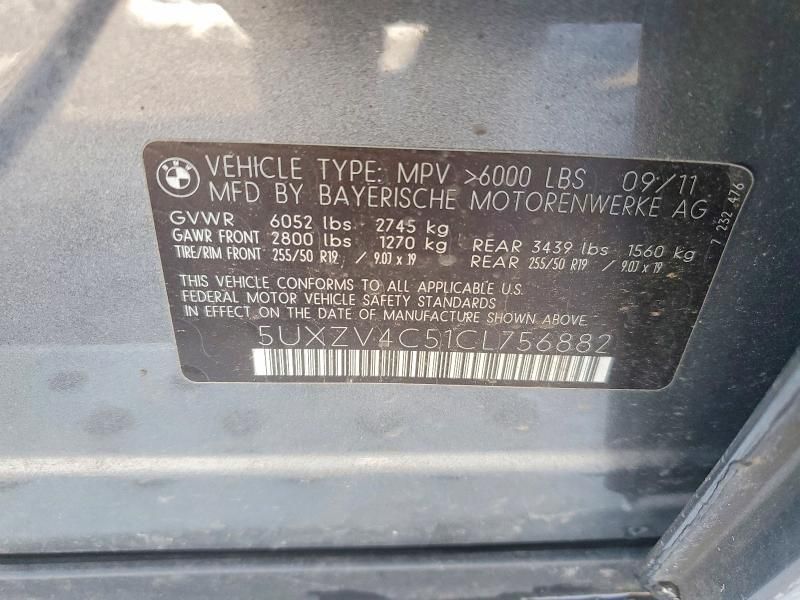 BMW
VEHICLE TYPE: MPV >6000 LBS 09/11
MFD BY BAYERISCHE MOTORENWERKE AG
GVWR 6052 lbs 2745 kg
GAWR FRONT 2800 lbs 1270 kg REAR 3439 lbs 1560 kg
TIRE/RIM FRONT 255/50 R19 / 9.0J x 19 REAR 255/50 R19 / 9.0J x 19
THIS VEHICLE CONFORMS TO ALL APPLICABLE U.S.
FEDERAL MOTOR VEHICLE SAFETY STANDARDS
IN EFFECT ON THE DATE OF MANUFACTURE SHOWN ABOVE.
5UXZV4C51CL756882
7 232 476